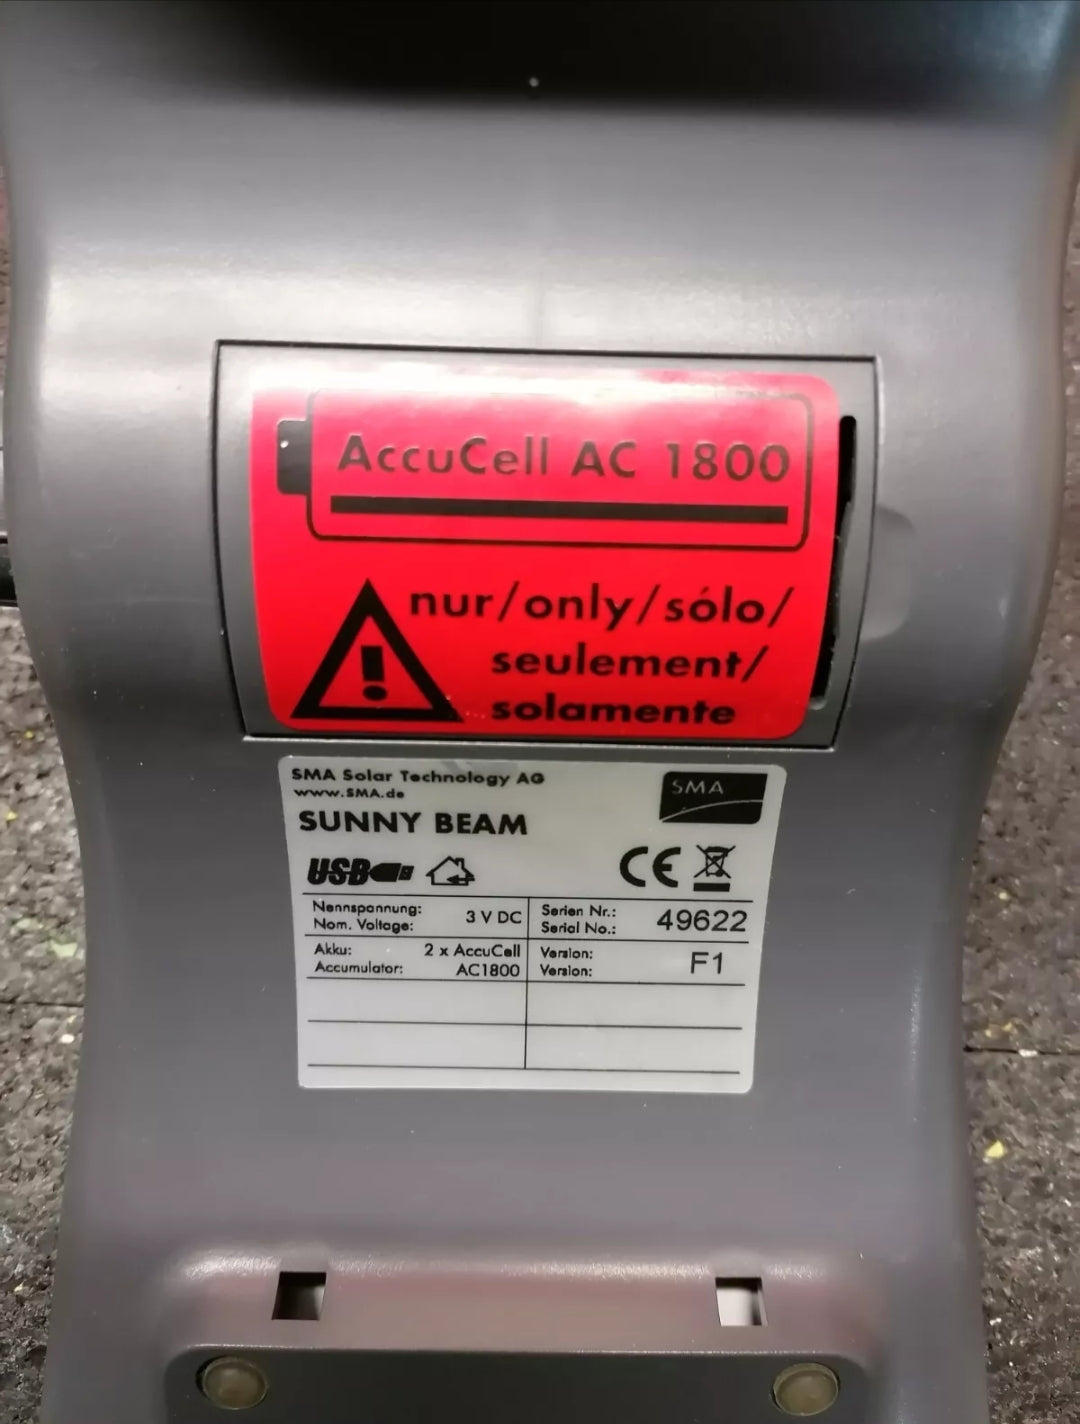 AccuCell AC 1800
nur/only/sólo/
seulement/
solamente
SMA Solar Technology AG
www.SMA.de
SMA
SUNNY BEAM
USB
CE
Nennspannung:
Nom. Voltage:
3 V DC
Serien Nr.:
Serial No.:
49622
Akku:
Accumulator:
2 x AccuCell
AC1800
Version:
Version:
F1